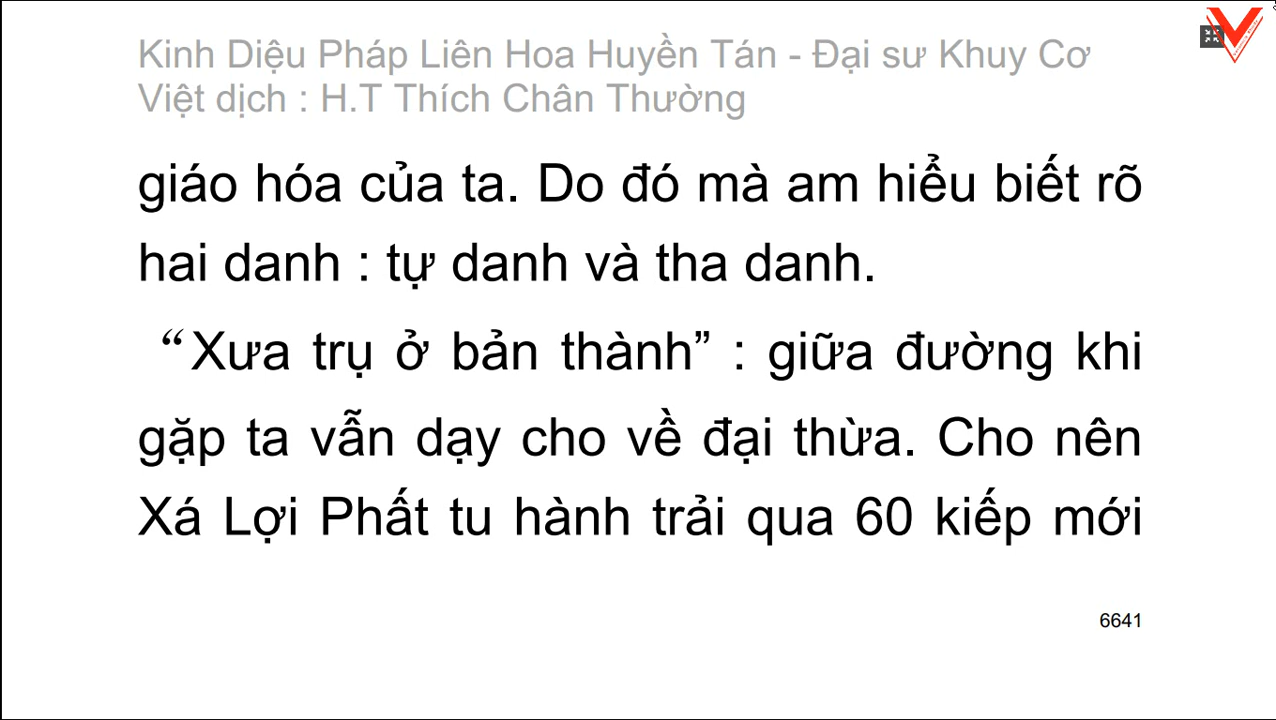 Kinh Diệu Pháp Liên Hoa Huyền Tán - Đại sư Khuy Cơ
Việt dịch : H.T Thích Chân Thường
giáo hóa của ta. Do đó mà am hiểu biết rõ
hai danh : tự danh và tha danh.
“Xưa trụ ở bản thành” : giữa đường khi
gặp ta vẫn dạy cho về đại thừa. Cho nên
Xá Lợi Phất tu hành trải qua 60 kiếp mới
6641